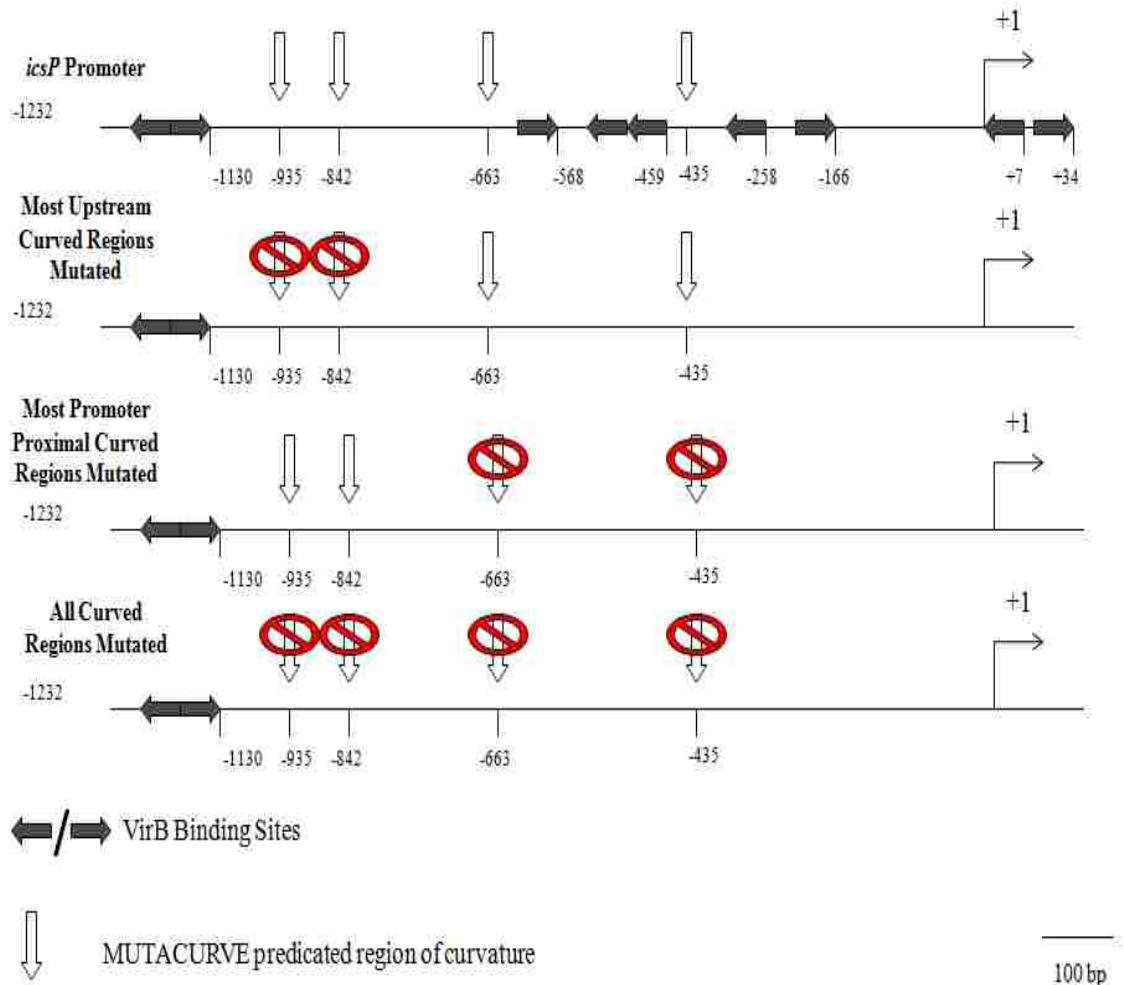 +1
icsP Promoter
-1232
-1130 -935 -842 -663 -568 -459 -435 -258 -166 +7 +34
Most Upstream
Curved Regions
Mutated
+1
-1232
-1130 -935 -842 -663 -435
Most Promoter
Proximal Curved
Regions Mutated
+1
-1232
-1130 -935 -842 -663 -435
All Curved
Regions Mutated
+1
-1232
-1130 -935 -842 -663 -435
/ VirB Binding Sites
MUTACURVE predicated region of curvature
100 bp